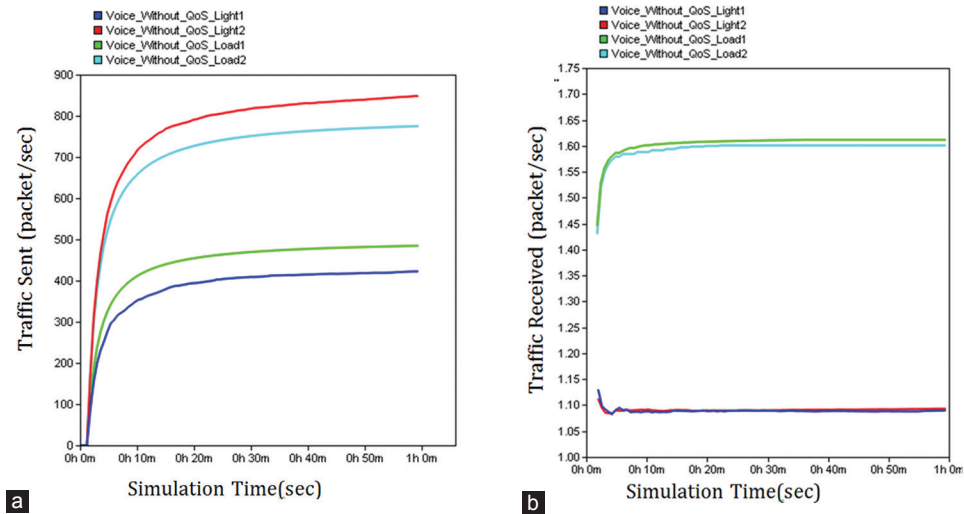 Voice_Without_QoS_Light1
Voice_Without_QoS_Light2
Voice_Without_QoS_Load1
Voice_Without_QoS_Load2
900
800
700
600
500
400
300
200
100
0
0h 0m
0h 10m
0h 20m
0h 30m
0h 40m
0h 50m
1h 0m
Traffic Sent (packet/sec)
Simulation Time(sec)
a
Voice_Without_QoS_Light1
Voice_Without_QoS_Light2
Voice_Without_QoS_Load1
Voice_Without_QoS_Load2
1.75
1.70
1.65
1.60
1.55
1.50
1.45
1.40
1.35
1.30
1.25
1.20
1.15
1.10
1.05
1.00
0h 0m
0h 10m
0h 20m
0h 30m
0h 40m
0h 50m
1h 0m
Traffic Received (packet/sec)
Simulation Time(sec)
b